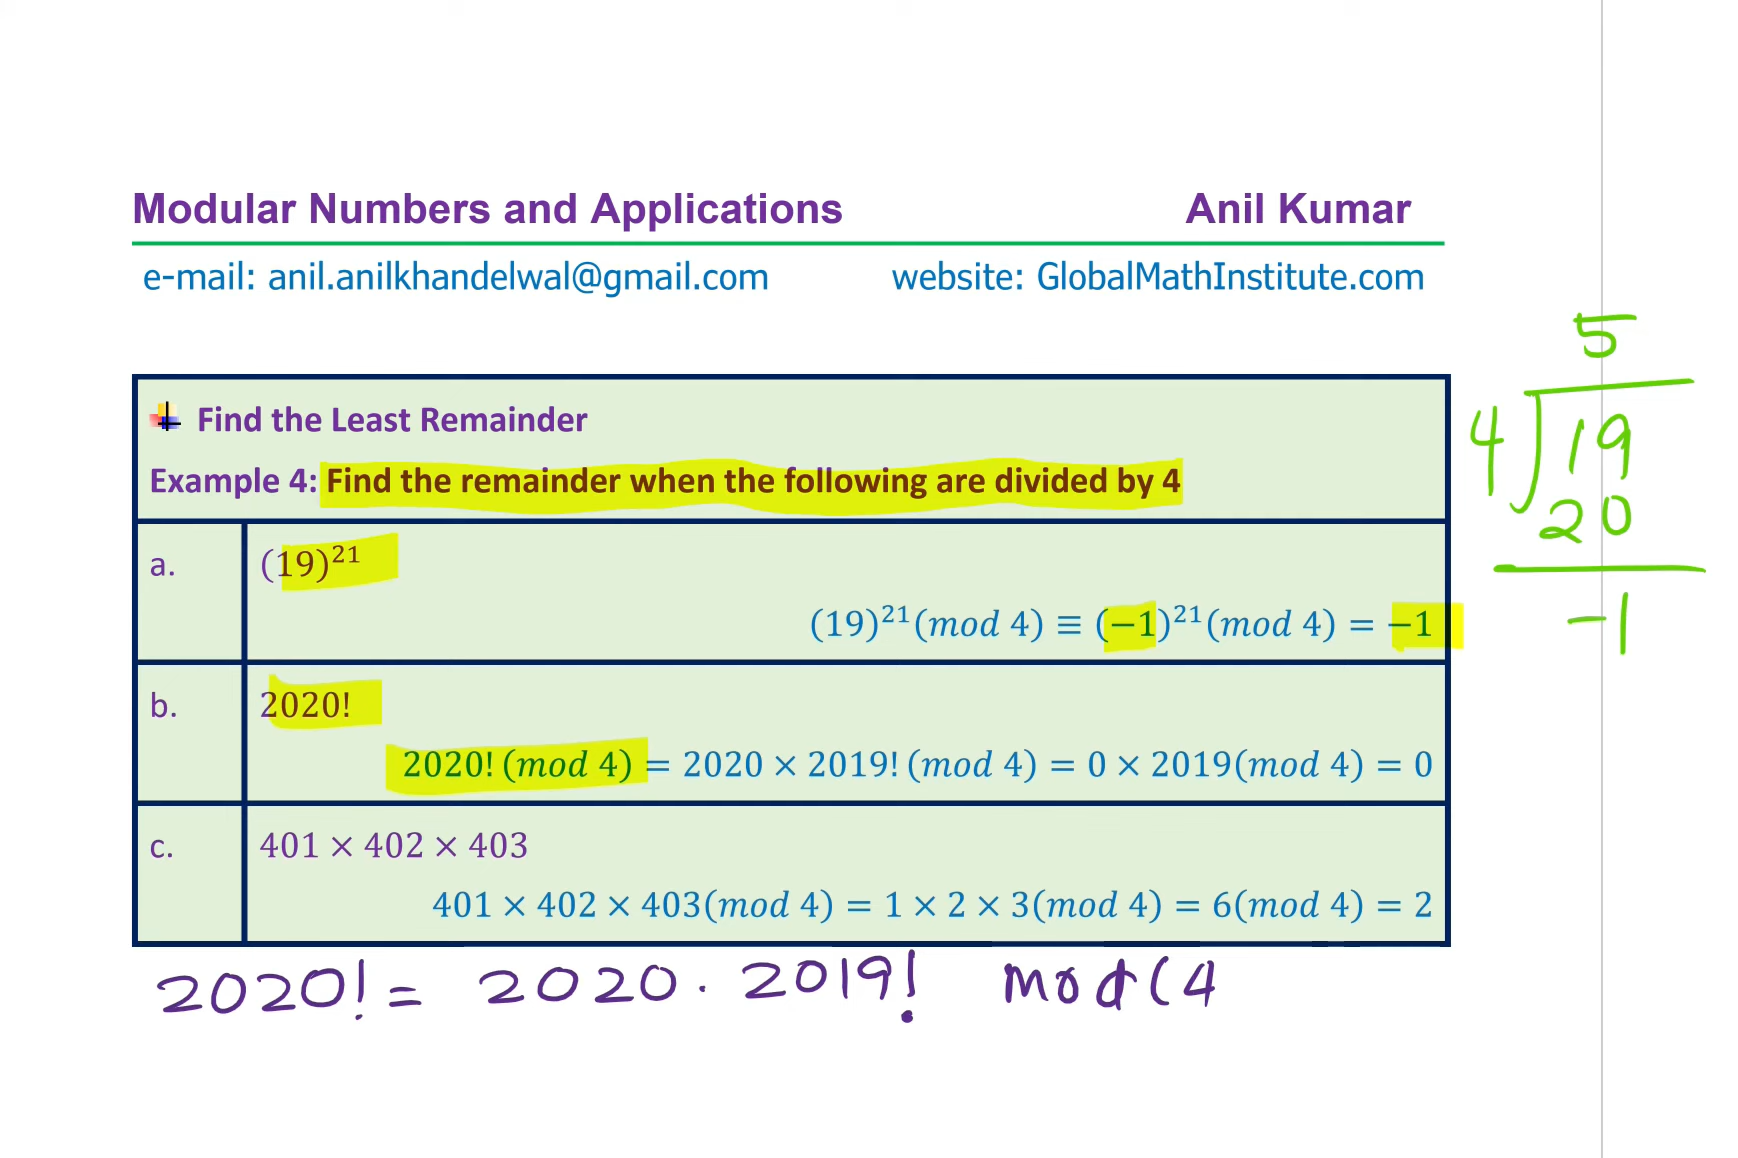 Modular Numbers and Applications Anil Kumar
e-mail: anil.anilkhandelwal@gmail.com website: GlobalMathInstitute.com
Find the Least Remainder
Example 4: Find the remainder when the following are divided by 4
a. (19)²¹
(19)²¹(mod 4) ≡ (−1)²¹(mod 4) = −1
b. 2020!
2020! (mod 4) = 2020 × 2019! (mod 4) = 0 × 2019(mod 4) = 0
c. 401 × 402 × 403
401 × 402 × 403(mod 4) = 1 × 2 × 3(mod 4) = 6(mod 4) = 2
2020! = 2020 · 2019! mod (4
5
4 19
20
−1